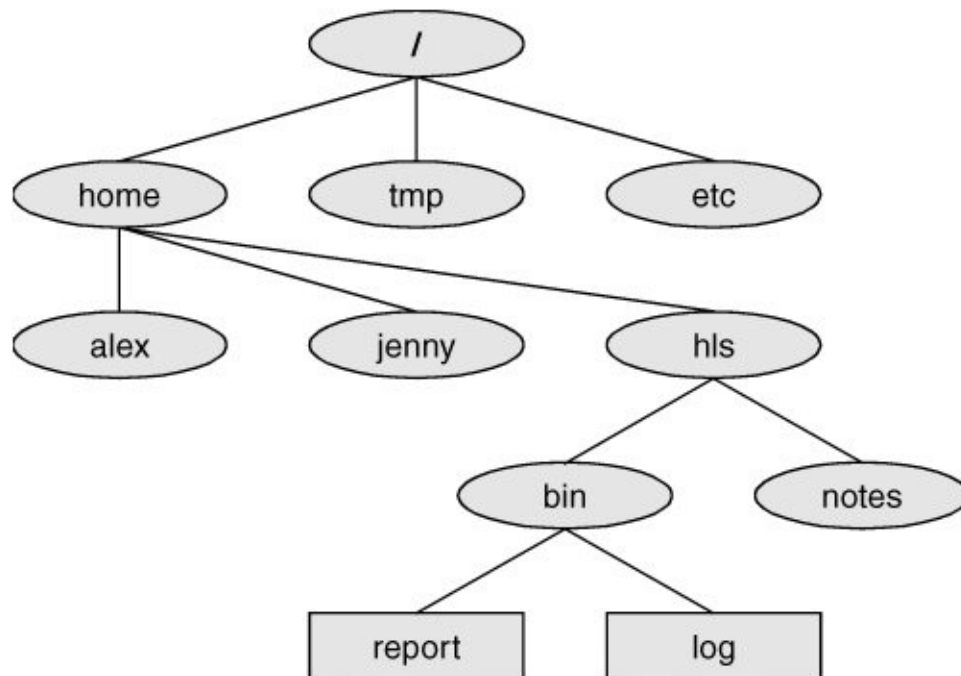 /
home tmp etc
alex jenny hls
bin notes
report log